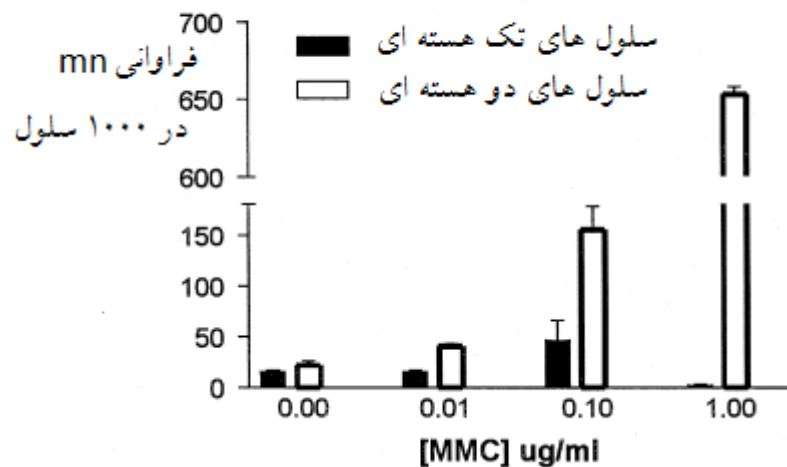 700
650
600
150
100
50
0
فراوانی mn
در ۱۰۰۰ سلول
سلول های تک هسته ای
سلول های دو هسته ای
0.00 0.01 0.10 1.00
[MMC] ug/ml